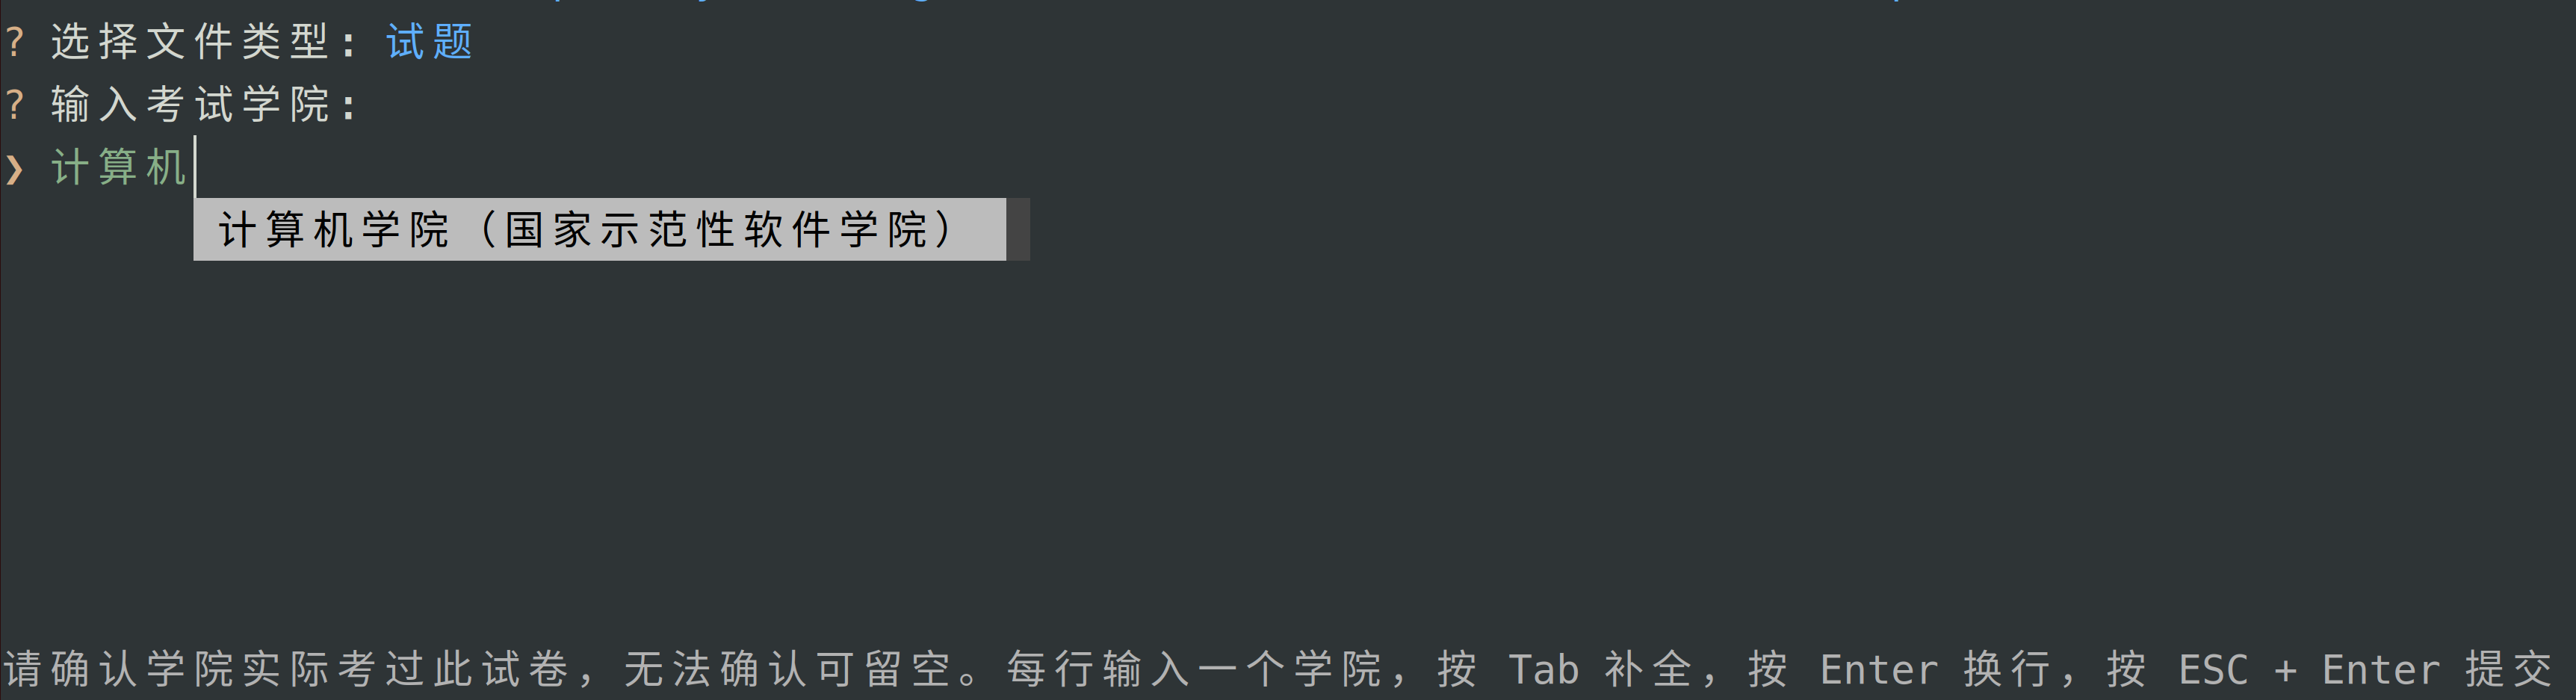 ? 选择文件类型: 试题
? 输入考试学院:
❯ 计算机
计算机学院（国家示范性软件学院）
请确认学院实际考过此试卷，无法确认可留空。每行输入一个学院，按 Tab 补全，按 Enter 换行，按 ESC + Enter 提交